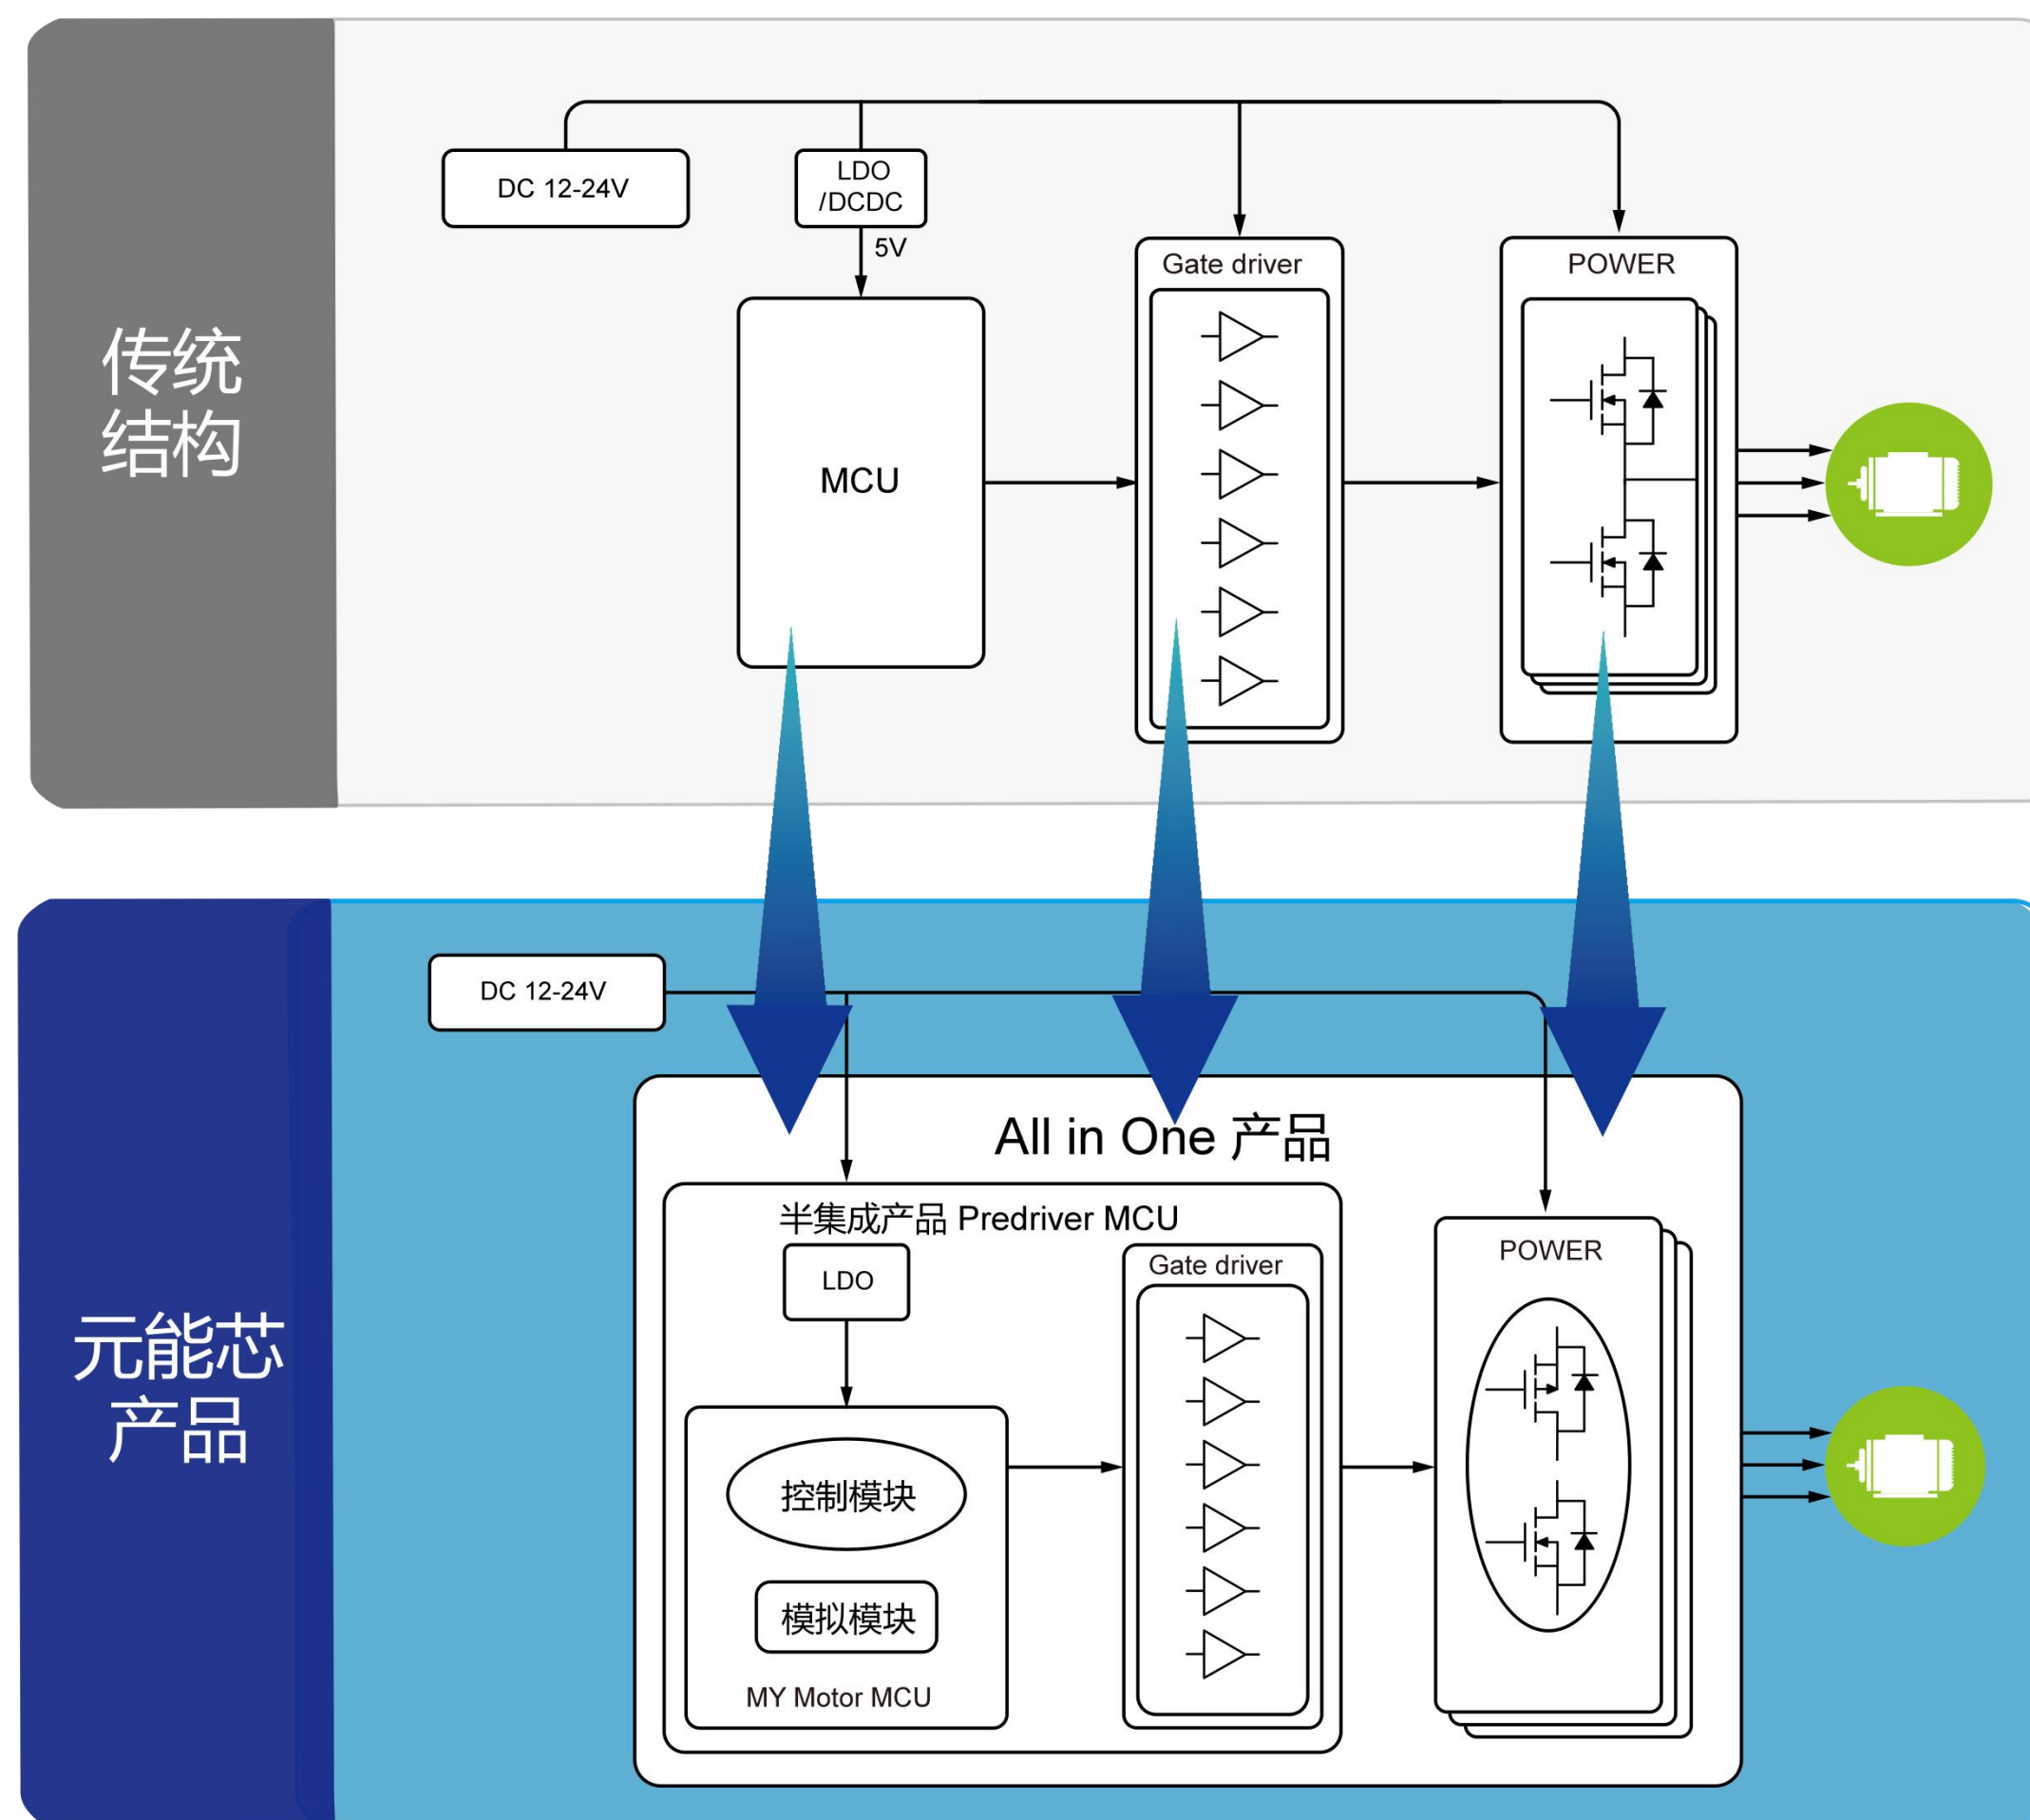 传统
结构
DC 12-24V
LDO
/DCDC
5V
MCU
Gate driver
POWER
元能芯
产品
DC 12-24V
All in One 产品
半集成产品 Predriver MCU
LDO
控制模块
模拟模块
MY Motor MCU
Gate driver
POWER